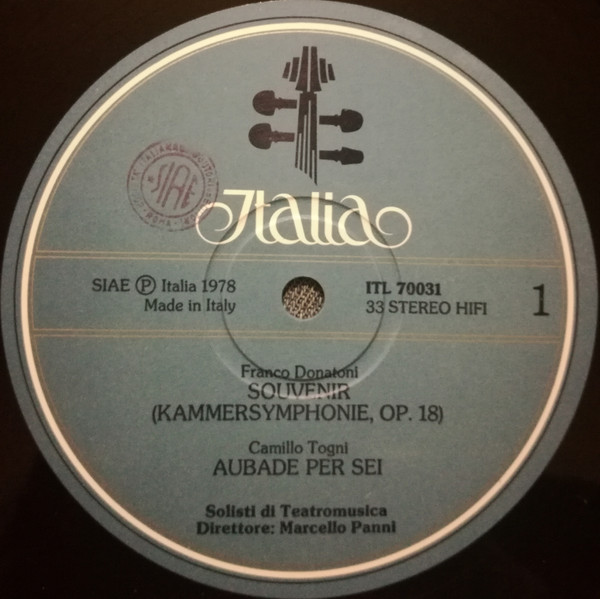 SIAE
Italia
SIAE Ⓟ Italia 1978
Made in Italy
ITL 70031
33 STEREO HIFI
1
Franco Donatoni
SOUVENIR
(KAMMERSYMPHONIE, OP. 18)
Camillo Togni
AUBADE PER SEI
Solisti di Teatromusica
Direttore: Marcello Panni